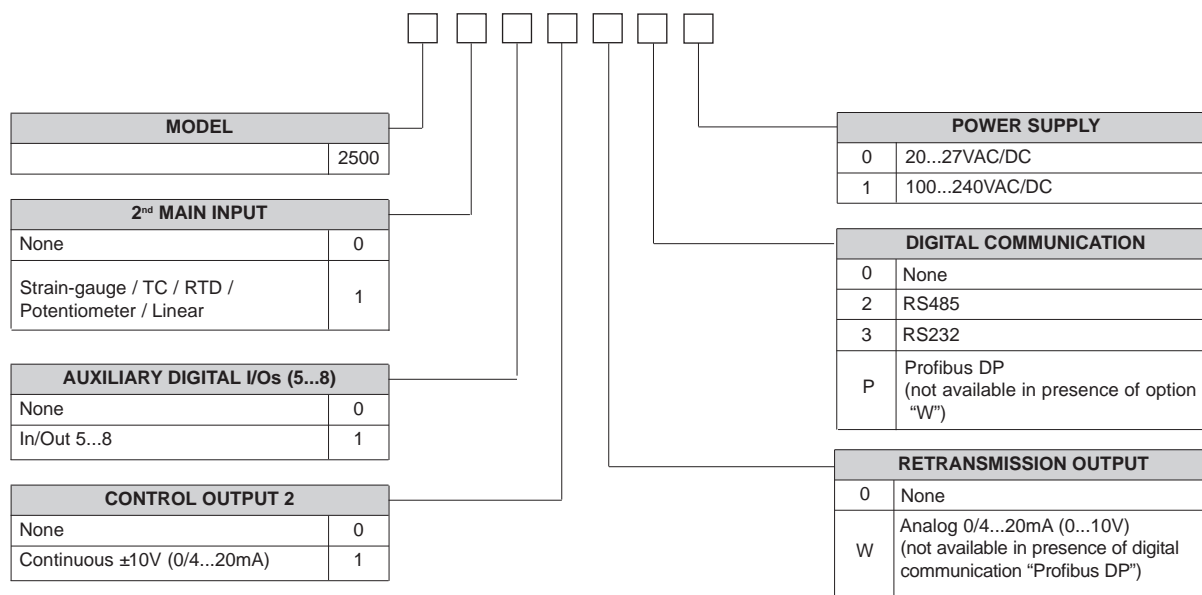 MODEL
2500
2nd MAIN INPUT
None 0
Strain-gauge / TC / RTD /
Potentiometer / Linear
1
AUXILIARY DIGITAL I/Os (5...8)
None 0
In/Out 5...8 1
CONTROL OUTPUT 2
None 0
Continuous ±10V (0/4...20mA) 1
POWER SUPPLY
0 20...27VAC/DC
1 100...240VAC/DC
DIGITAL COMMUNICATION
0 None
2 RS485
3 RS232
P
Profibus DP
(not available in presence of option
“W”)
RETRANSMISSION OUTPUT
0 None
W
Analog 0/4...20mA (0...10V)
(not available in presence of digital
communication “Profibus DP”)